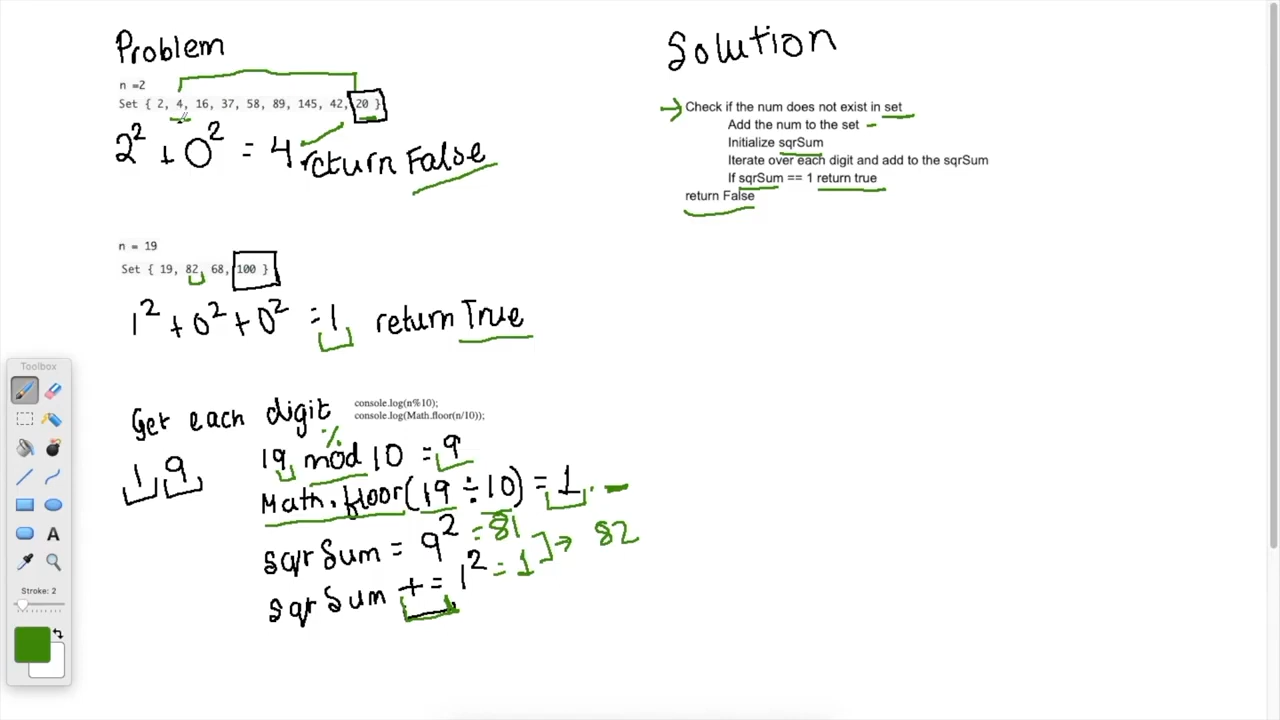 Problem
n =2
Set { 2, 4, 16, 37, 58, 89, 145, 42, 20 }
2² + 0² = 4 return False
n = 19
Set { 19, 82, 68, 100 }
1² + 0² + 0² = 1 return True
Get each digit
console.log(n%10);
console.log(Math.floor(n/10));
%
1 9
19 mod 10 = 9
Math.floor(19 ÷ 10) = 1
sqr Sum = 9² = 81
sqr Sum += 1² = 1 → 82
Solution
→ Check if the num does not exist in set
Add the num to the set
Initialize sqrSum
Iterate over each digit and add to the sqrSum
If sqrSum == 1 return true
return False
Toolbox
A
Stroke: 2